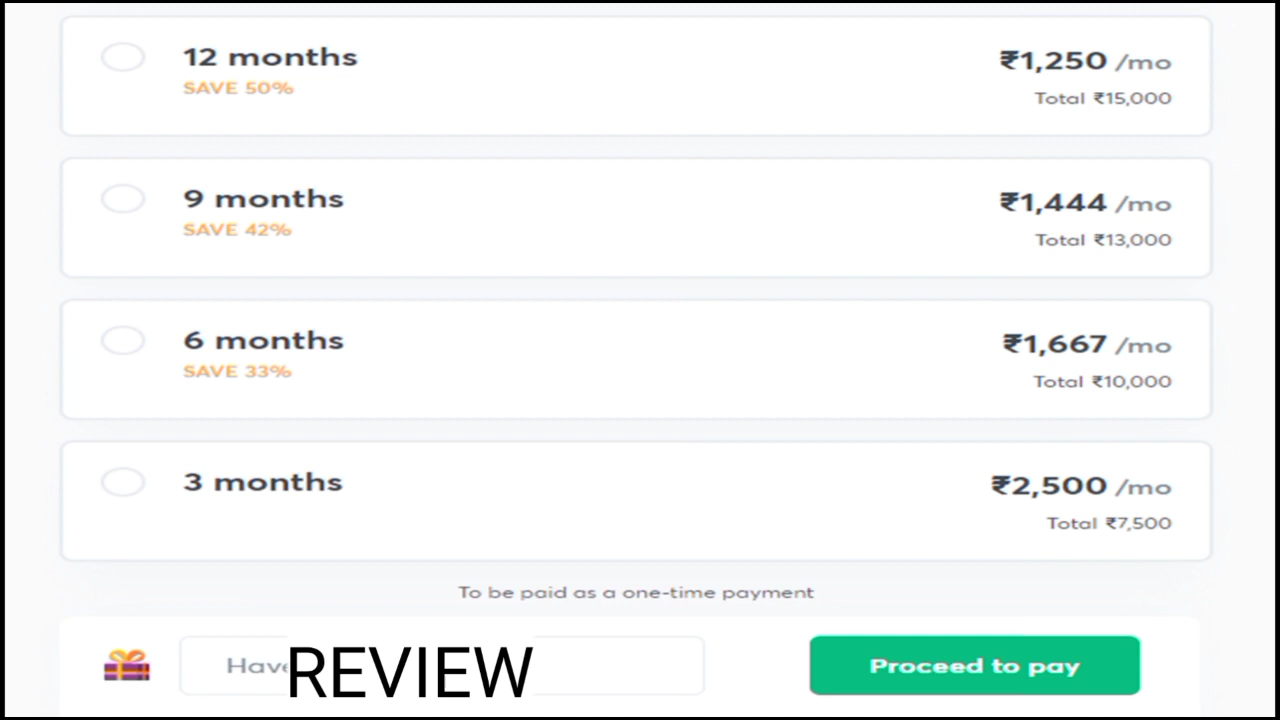 12 months
SAVE 50%
₹1,250 /mo
Total ₹15,000
9 months
SAVE 42%
₹1,444 /mo
Total ₹13,000
6 months
SAVE 33%
₹1,667 /mo
Total ₹10,000
3 months
₹2,500 /mo
Total ₹7,500
To be paid as a one-time payment
REVIEW
Proceed to pay